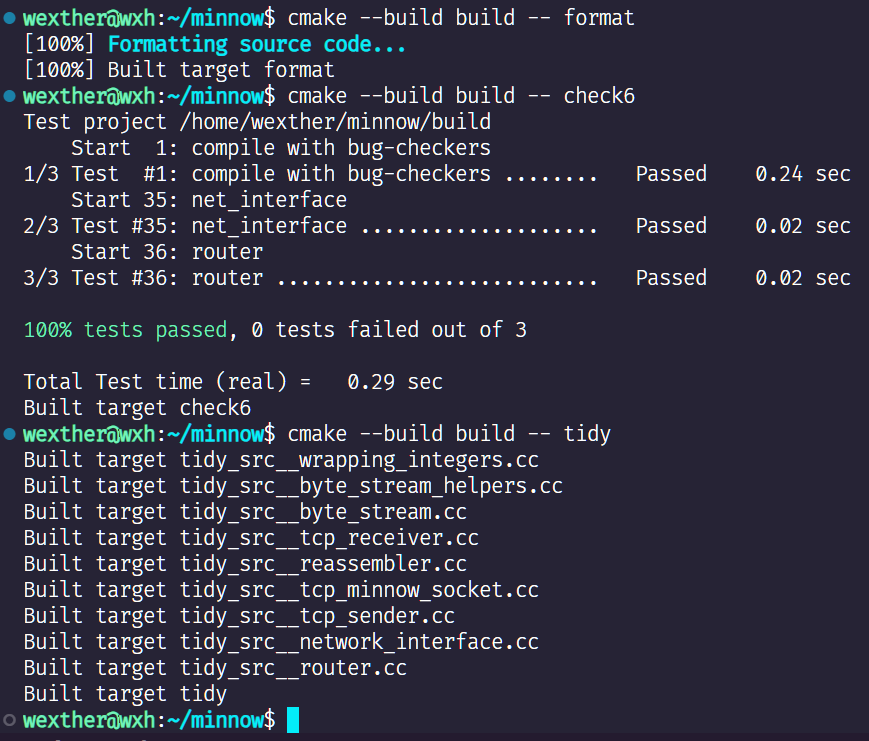 wexther@wxh:~/minnow$ cmake --build build -- format
[100%] Formatting source code...
[100%] Built target format
wexther@wxh:~/minnow$ cmake --build build -- check6
Test project /home/wexther/minnow/build
    Start  1: compile with bug-checkers
1/3 Test  #1: compile with bug-checkers ........   Passed    0.24 sec
    Start 35: net_interface
2/3 Test #35: net_interface ....................   Passed    0.02 sec
    Start 36: router
3/3 Test #36: router ...........................   Passed    0.02 sec
100% tests passed, 0 tests failed out of 3
Total Test time (real) =   0.29 sec
Built target check6
wexther@wxh:~/minnow$ cmake --build build -- tidy
Built target tidy_src__wrapping_integers.cc
Built target tidy_src__byte_stream_helpers.cc
Built target tidy_src__byte_stream.cc
Built target tidy_src__tcp_receiver.cc
Built target tidy_src__reassembler.cc
Built target tidy_src__tcp_minnow_socket.cc
Built target tidy_src__tcp_sender.cc
Built target tidy_src__network_interface.cc
Built target tidy_src__router.cc
Built target tidy
wexther@wxh:~/minnow$